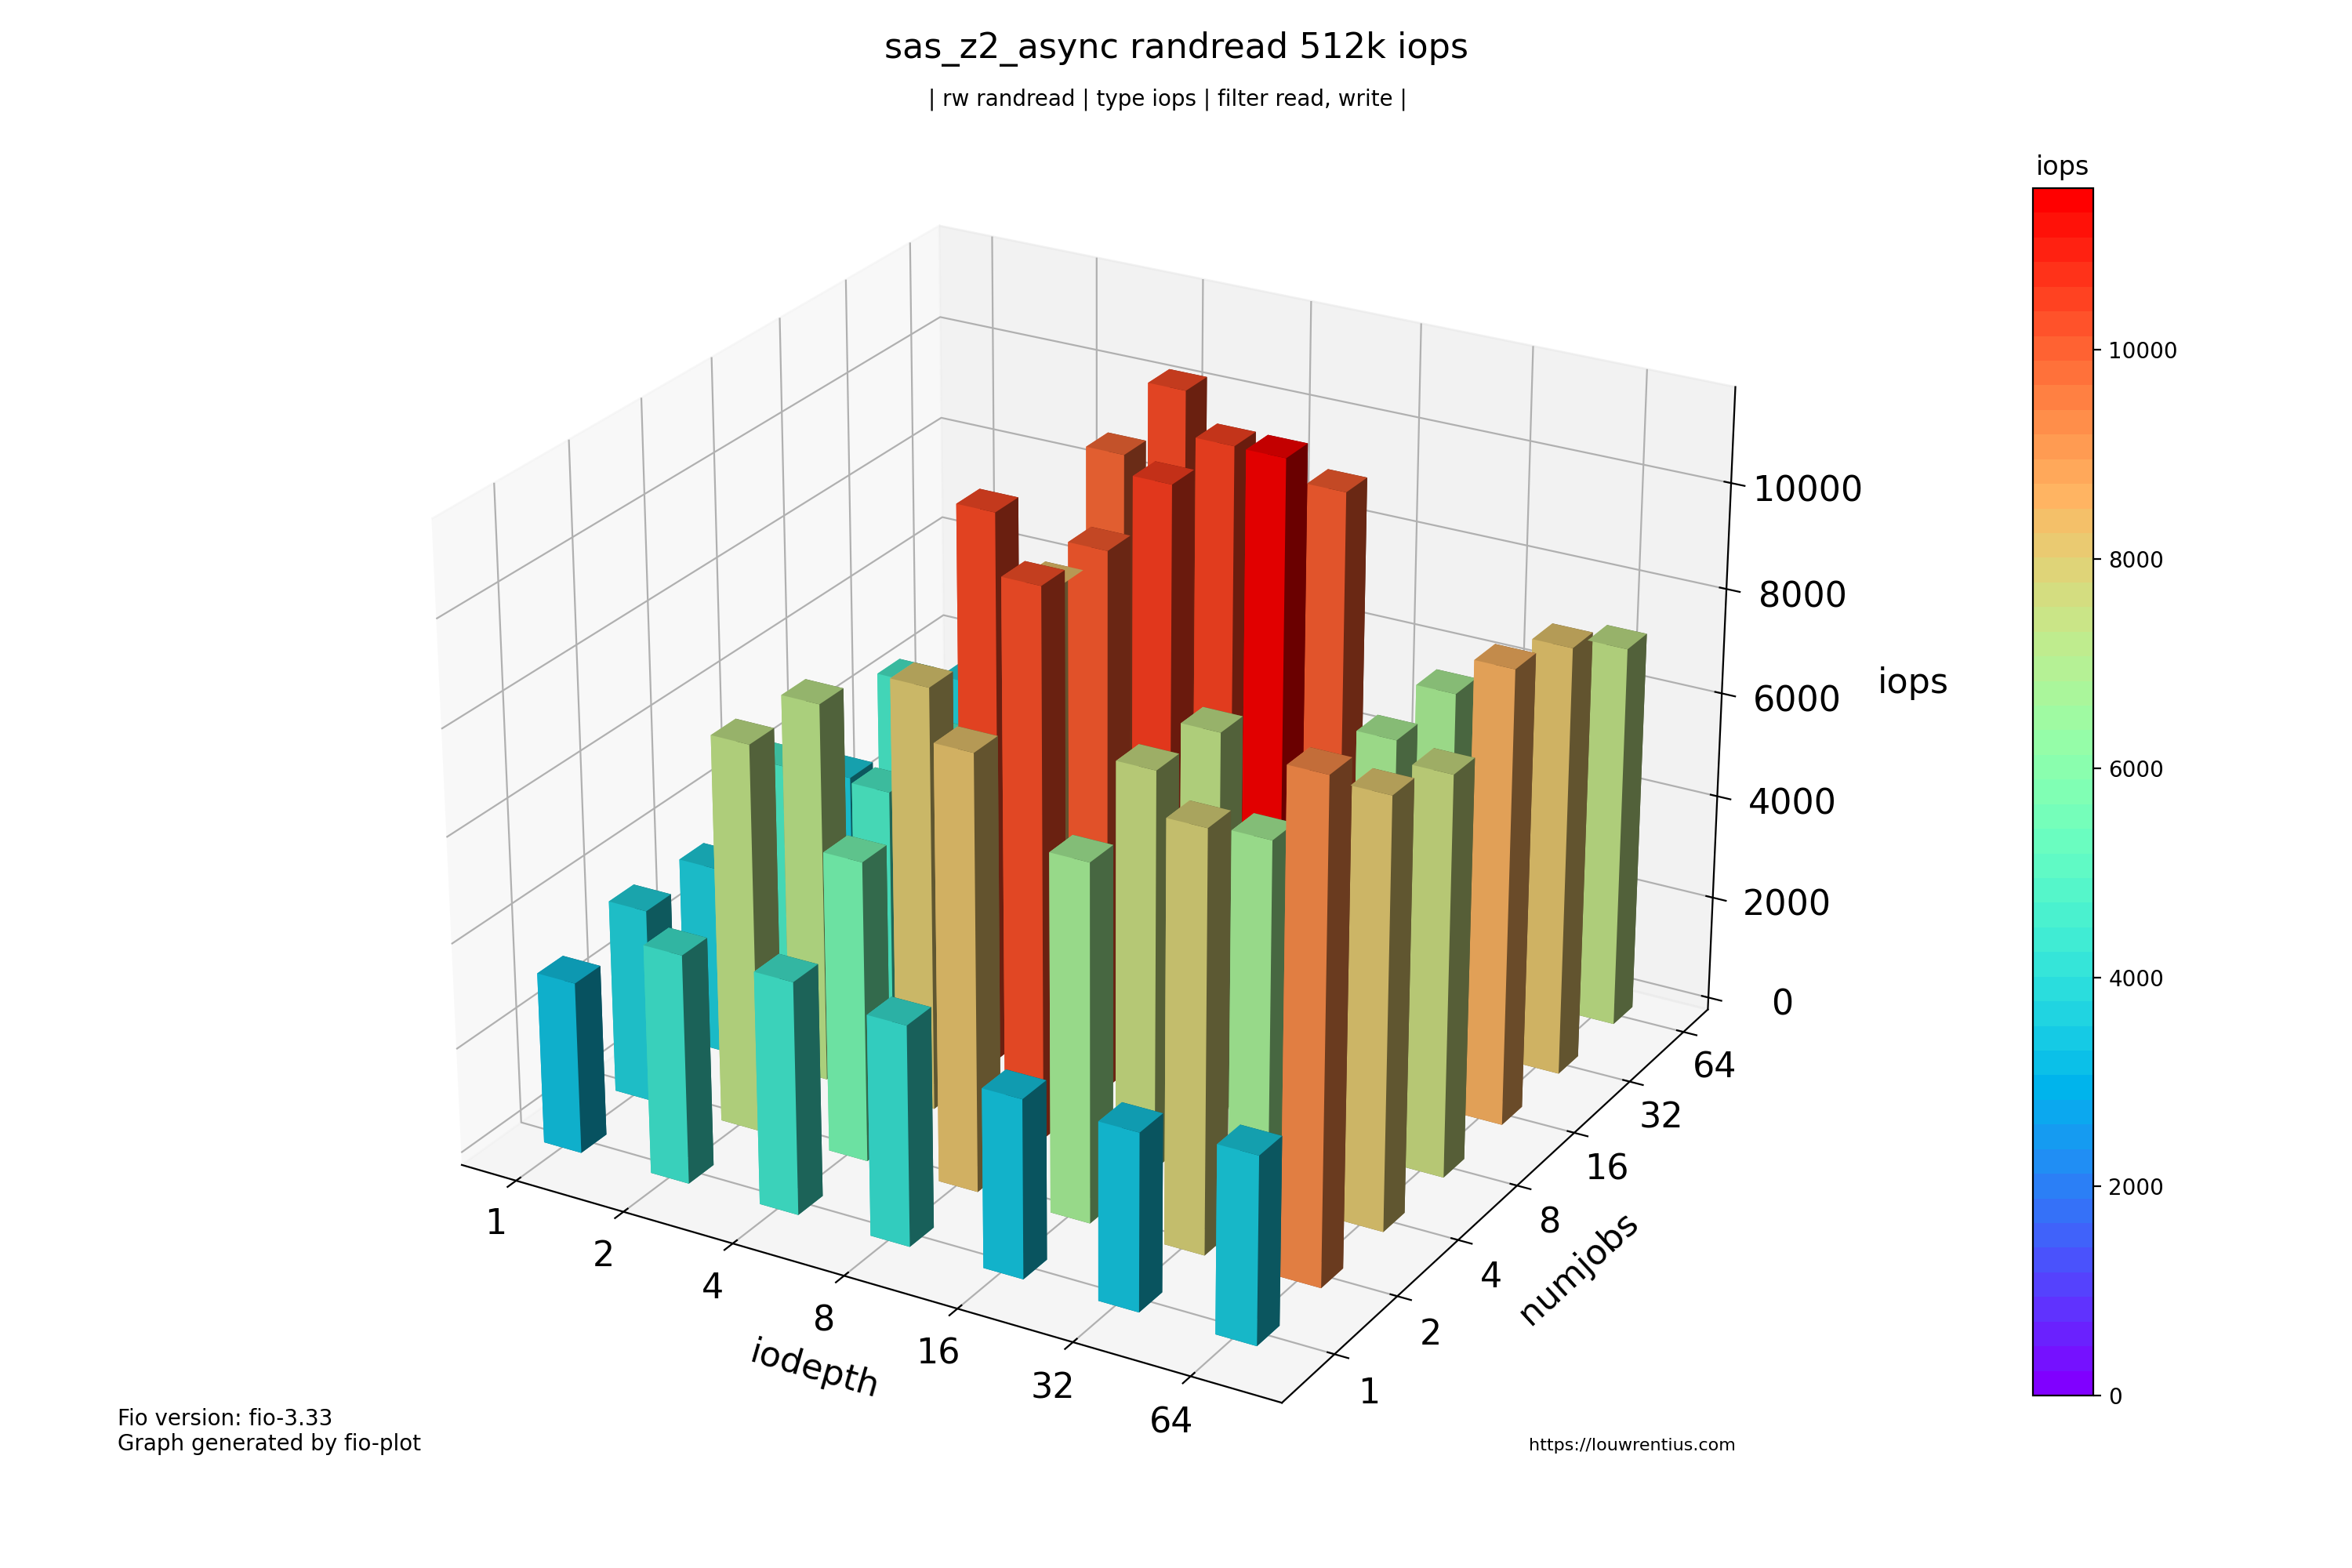 sas_z2_async randread 512k iops
| rw randread | type iops | filter read, write |
iops
10000
8000
6000
4000
2000
0
10000
8000
6000
4000
2000
0
iops
1
2
4
8
16
32
64
iodepth
64
32
16
8
4
2
1
numjobs
Fio version: fio-3.33
Graph generated by fio-plot
https://louwrentius.com